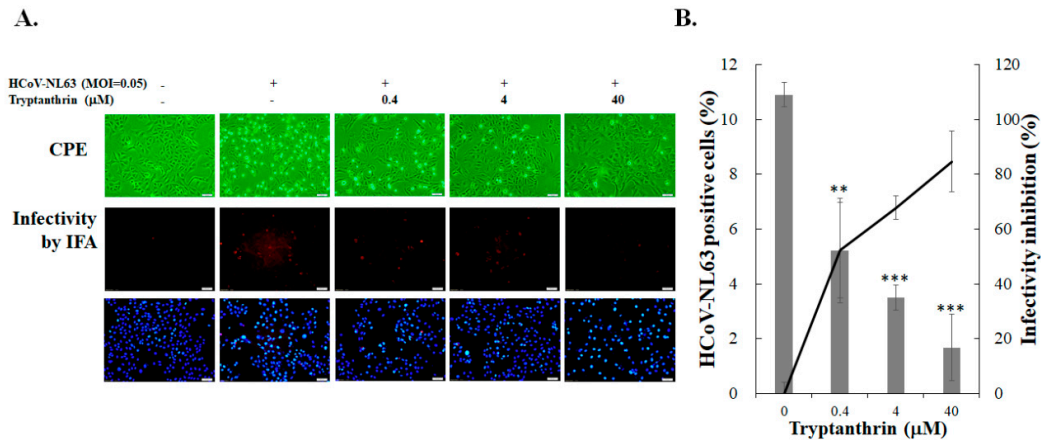 A.
HCoV-NL63 (MOI=0.05) - + + + +
Tryptanthrin (μM) - - 0.4 4 40
CPE
Infectivity
by IFA
B.
HCoV-NL63 positive cells (%)
12
10
8
6
4
2
0
**
***
***
120
100
80
60
40
20
0
Infectivity inhibition (%)
0 0.4 4 40
Tryptanthrin (μM)